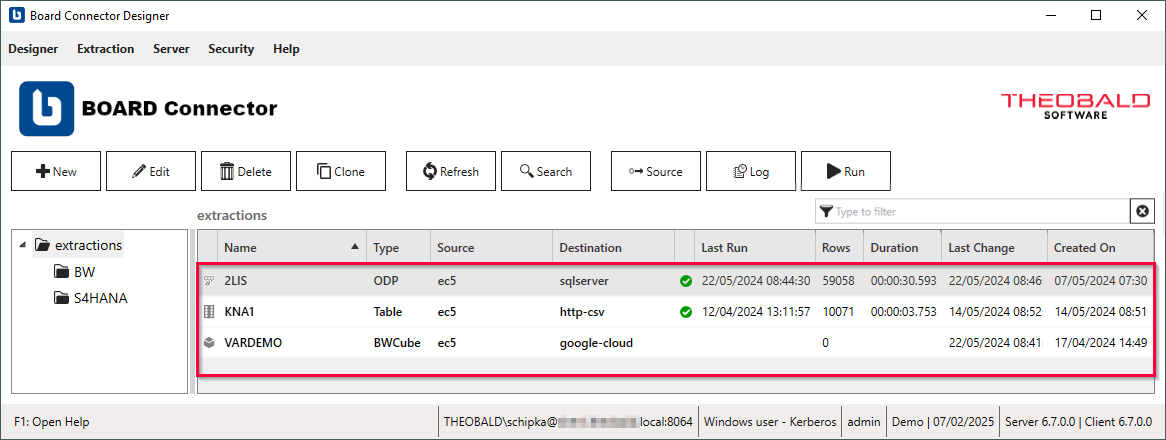 Board Connector Designer
Designer Extraction Server Security Help
BOARD Connector
THEOBALD
SOFTWARE
New Edit Delete Clone Refresh Search Source Log Run
extractions
Type to filter
extractions
BW
S4HANA
Name Type Source Destination Last Run Rows Duration Last Change Created On
2LIS ODP ec5 sqlserver 22/05/2024 08:44:30 59058 00:00:30.593 22/05/2024 08:46 07/05/2024 07:30
KNA1 Table ec5 http-csv 12/04/2024 13:11:57 10071 00:00:03.753 14/05/2024 08:52 14/05/2024 08:51
VARDEMO BWCube ec5 google-cloud 0 22/05/2024 08:41 17/04/2024 14:49
F1: Open Help THEOBALD\schipka@ local:8064 Windows user - Kerberos admin Demo | 07/02/2025 Server 6.7.0.0 | Client 6.7.0.0